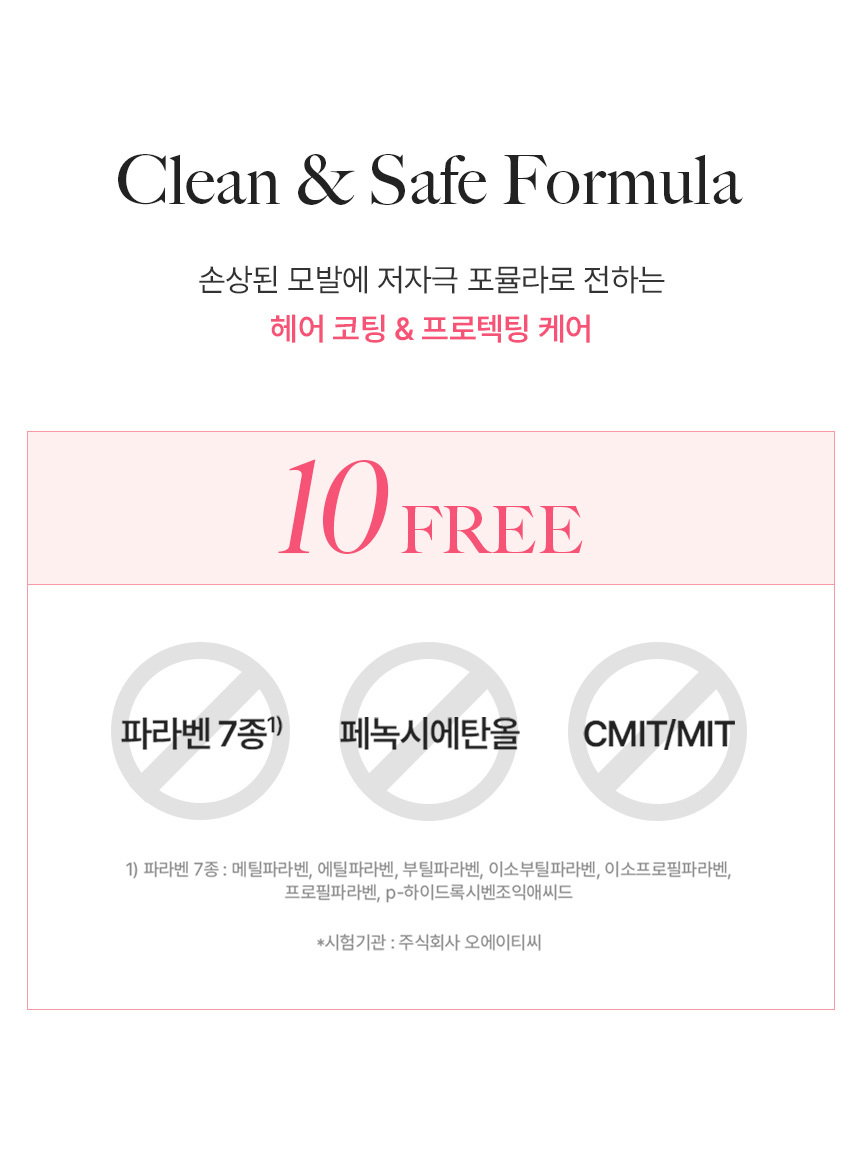 Clean & Safe Formula
손상된 모발에 저자극 포뮬라로 전하는
헤어 코팅 & 프로텍팅 케어
10 FREE
파라벤 7종1)
페녹시에탄올
CMIT/MIT
1) 파라벤 7종 : 메틸파라벤, 에틸파라벤, 부틸파라벤, 이소부틸파라벤, 이소프로필파라벤,
프로필파라벤, p-하이드록시벤조익애씨드
*시험기관 : 주식회사 오에이티씨